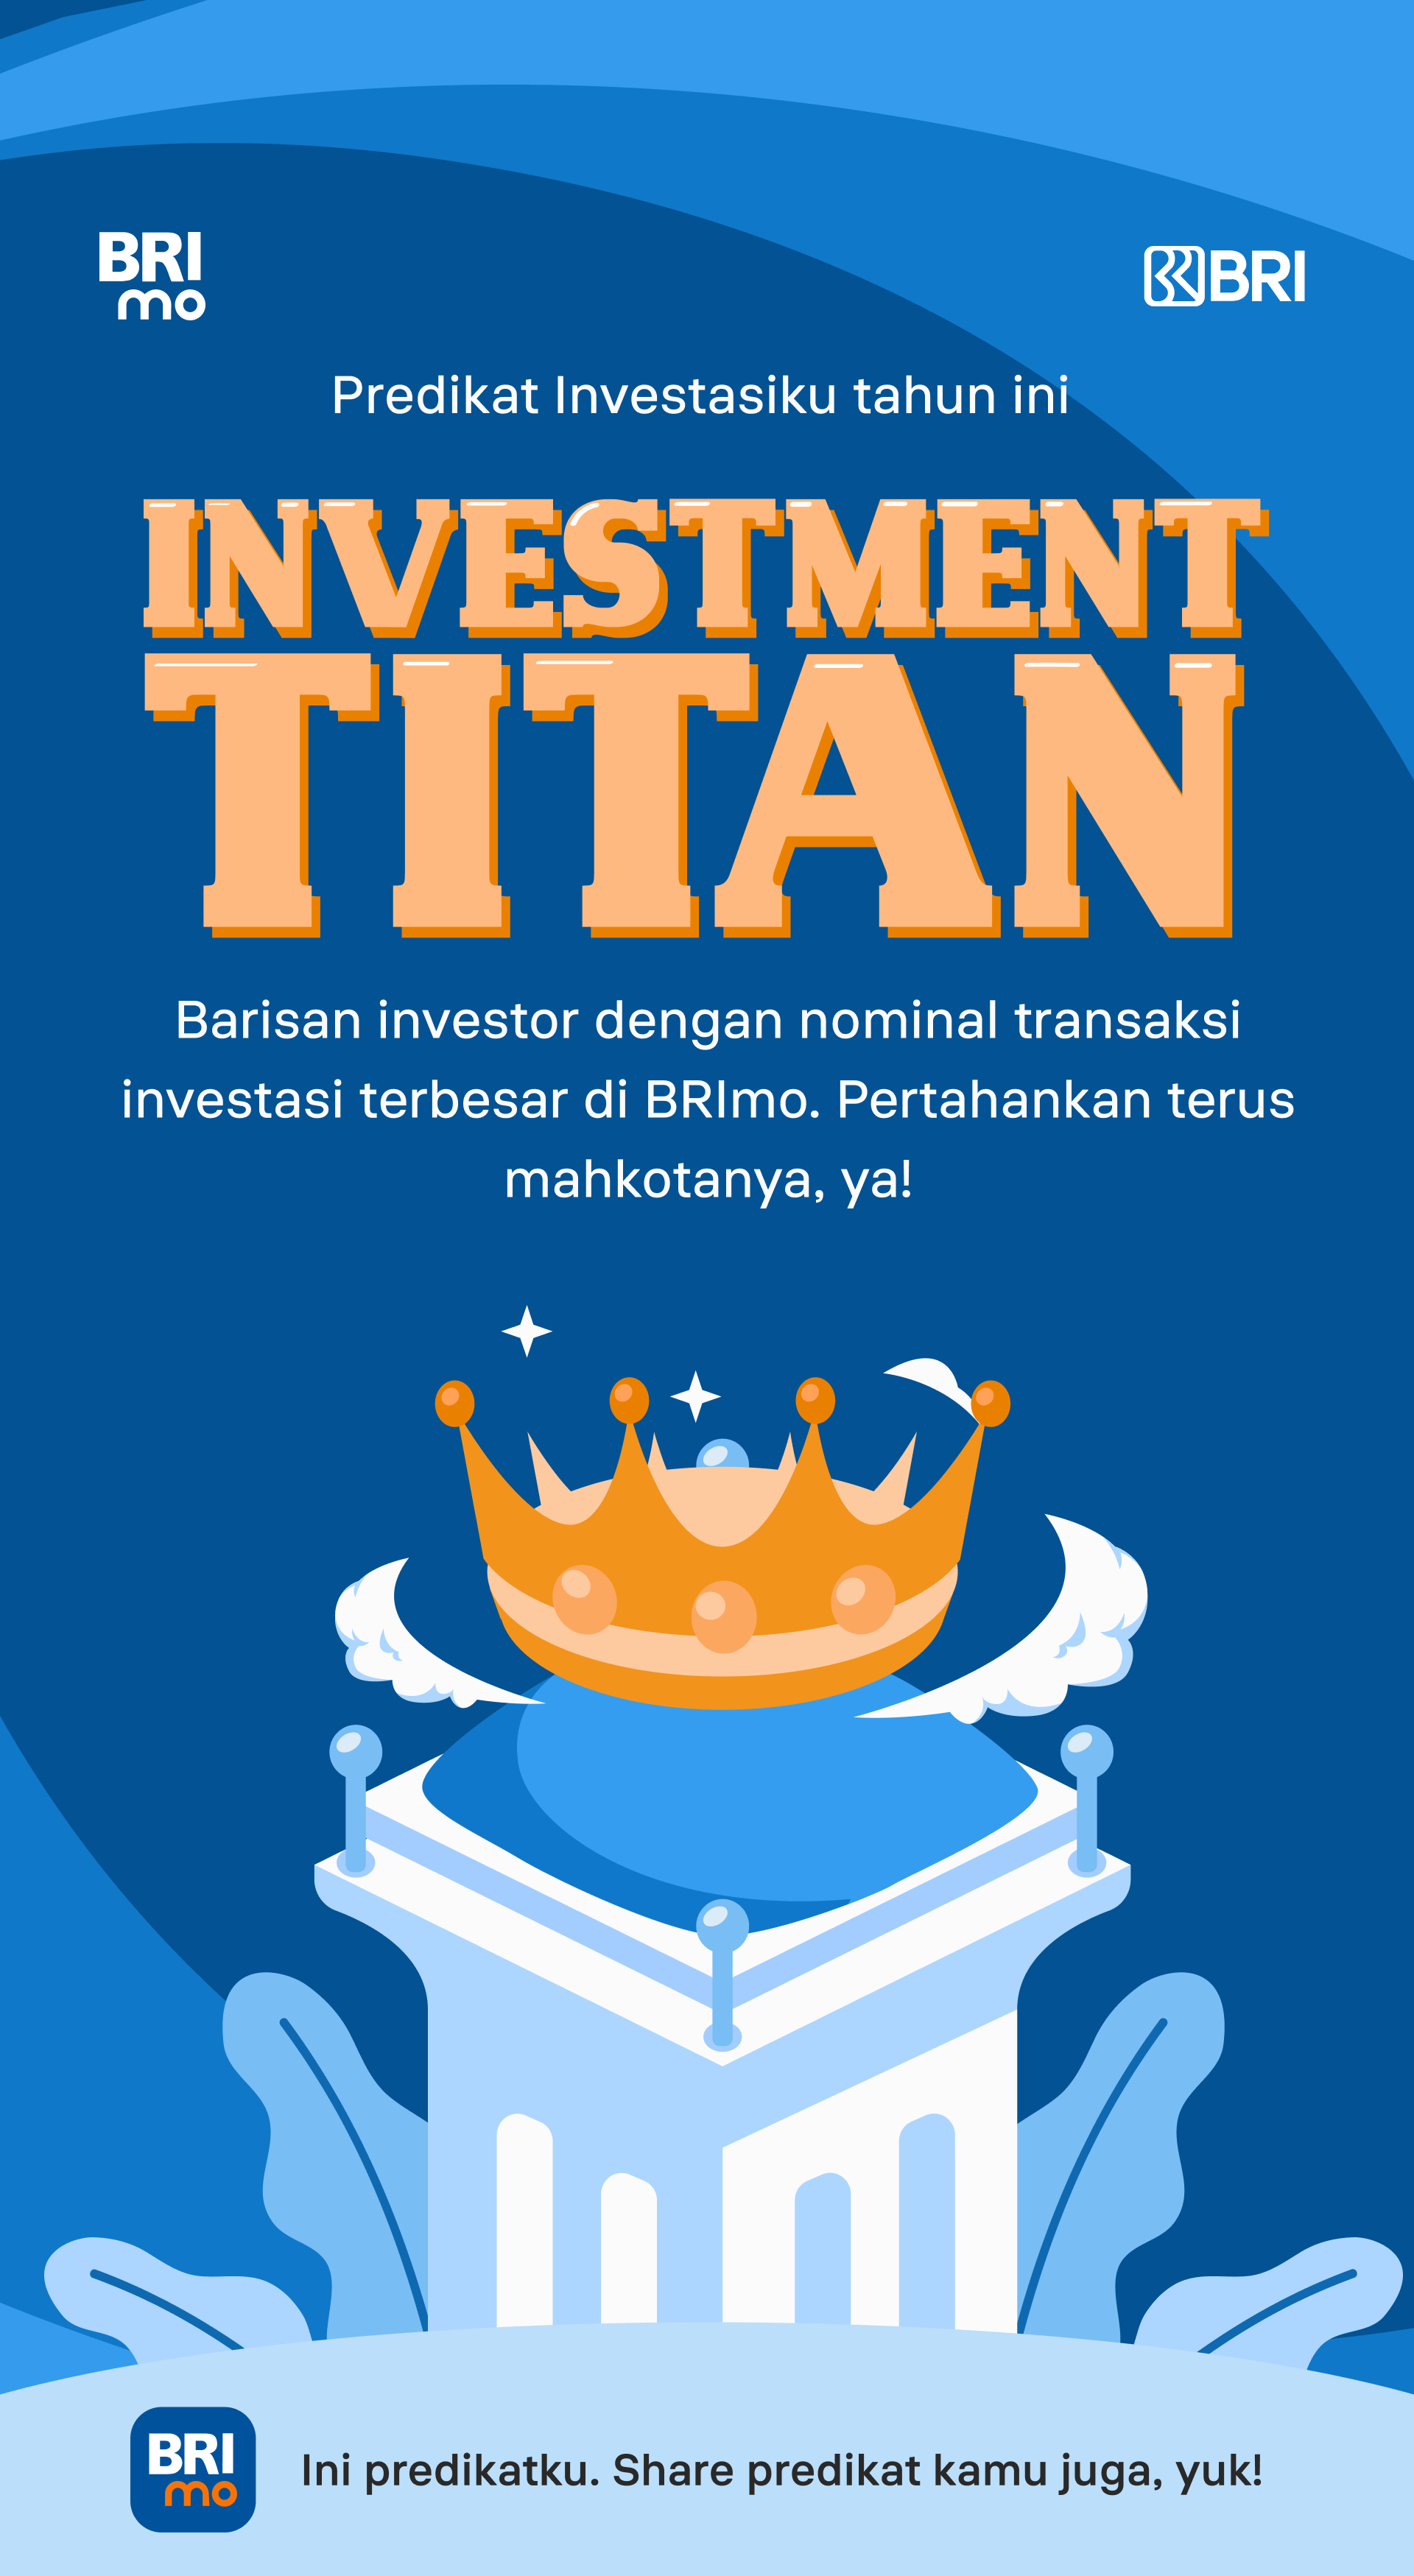 BRI
mo
BRI
Predikat Investasiku tahun ini
INVESTMENT
TITAN
Barisan investor dengan nominal transaksi
investasi terbesar di BRImo. Pertahankan terus
mahkotanya, ya!
BRI
mo
Ini predikatku. Share predikat kamu juga, yuk!